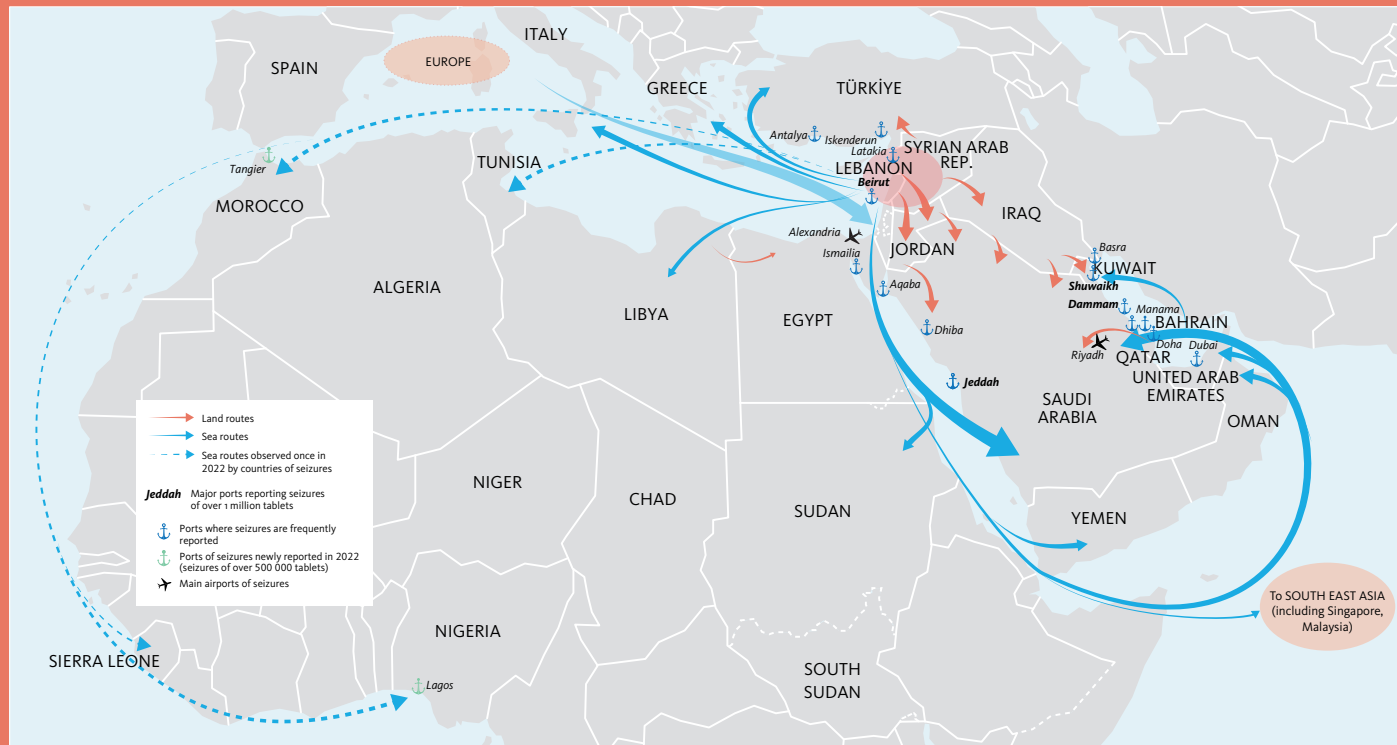 ITALY
SPAIN
EUROPE
GREECE
TÜRKİYE
Antalya
Iskenderun
Latakia
SYRIAN ARAB
REP.
Tangier
TUNISIA
LEBANON
Beirut
MOROCCO
IRAQ
Alexandria
Ismailia
JORDAN
Basra
KUWAIT
Shuwaikh
ALGERIA
Aqaba
Dammam
Manama
LIBYA
EGYPT
BAHRAIN
Dhiba
Doha
Dubai
Riyadh
QATAR
UNITED ARAB
EMIRATES
Jeddah
SAUDI
ARABIA
OMAN
Land routes
Sea routes
Sea routes observed once in
2022 by countries of seizures
Jeddah Major ports reporting seizures
of over 1 million tablets
Ports where seizures are frequently
reported
Ports of seizures newly reported in 2022
(seizures of over 500 000 tablets)
Main airports of seizures
NIGER
CHAD
SUDAN
YEMEN
To SOUTH EAST ASIA
(including Singapore,
Malaysia)
NIGERIA
SIERRA LEONE
SOUTH
SUDAN
Lagos